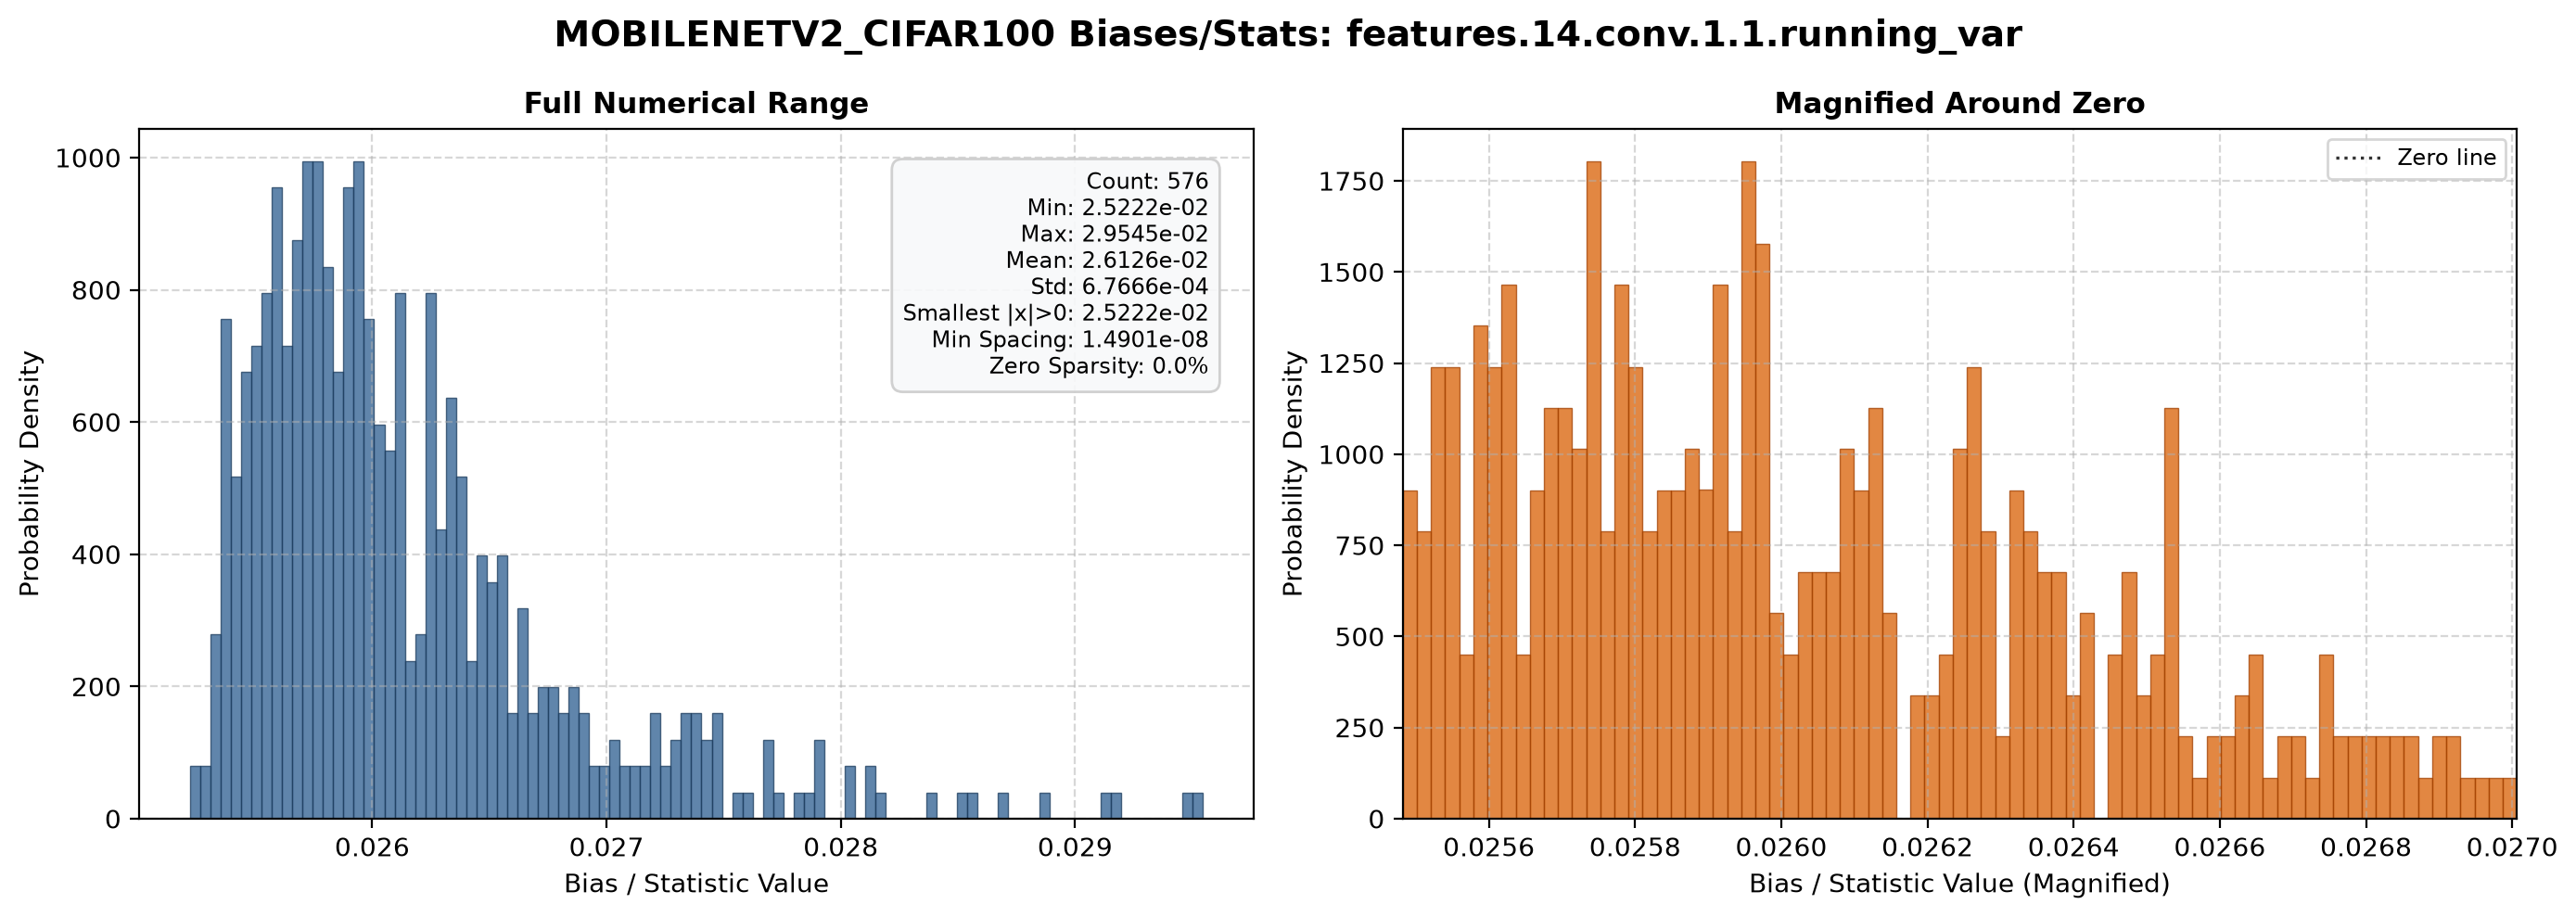 MOBILENETV2_CIFAR100 Biases/Stats: features.14.conv.1.1.running_var
Full Numerical Range
Probability Density
1000
800
600
400
200
0
Count: 576
Min: 2.5222e-02
Max: 2.9545e-02
Mean: 2.6126e-02
Std: 6.7666e-04
Smallest |x|>0: 2.5222e-02
Min Spacing: 1.4901e-08
Zero Sparsity: 0.0%
0.026 0.027 0.028 0.029
Bias / Statistic Value
Magnified Around Zero
Probability Density
1750
1500
1250
1000
750
500
250
0
Zero line
0.0256 0.0258 0.0260 0.0262 0.0264 0.0266 0.0268 0.0270
Bias / Statistic Value (Magnified)